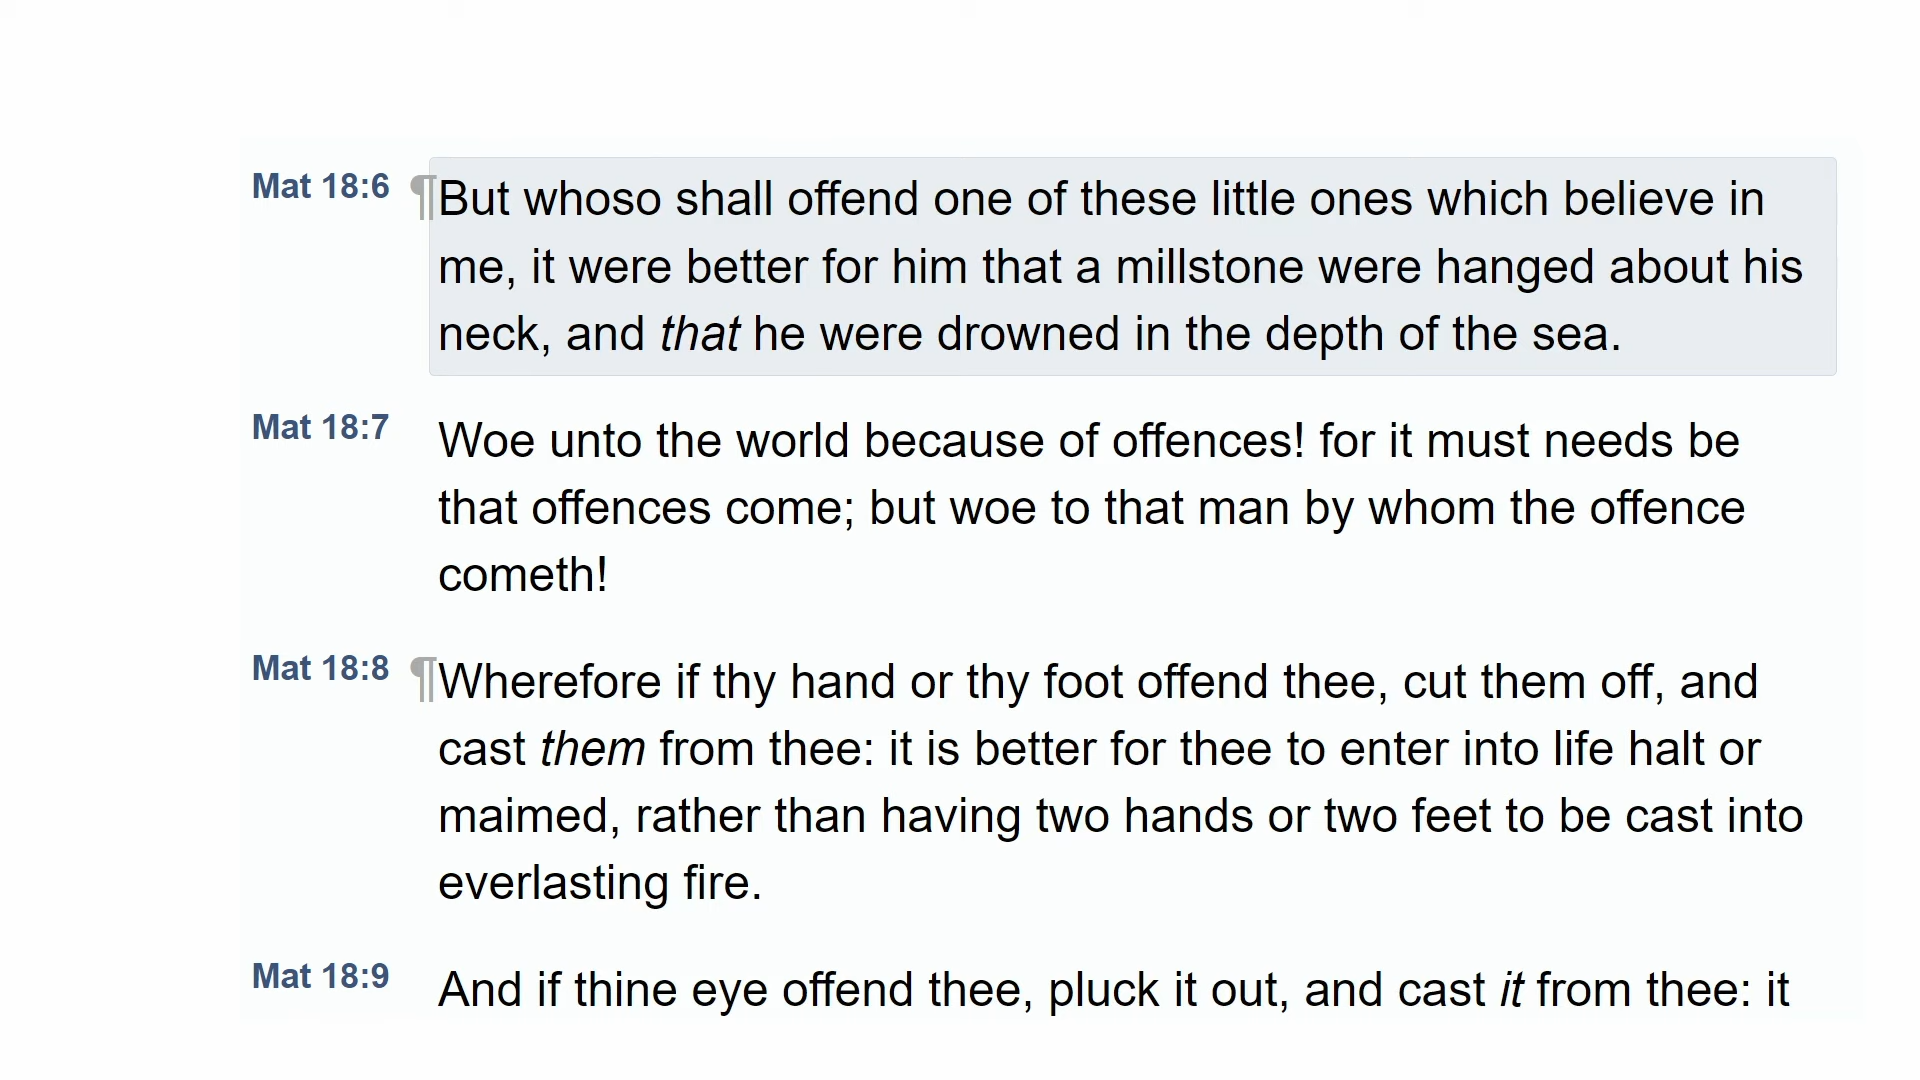 Mat 18:6 ¶But whoso shall offend one of these little ones which believe in
me, it were better for him that a millstone were hanged about his
neck, and that he were drowned in the depth of the sea.
Mat 18:7 Woe unto the world because of offences! for it must needs be
that offences come; but woe to that man by whom the offence
cometh!
Mat 18:8 ¶Wherefore if thy hand or thy foot offend thee, cut them off, and
cast them from thee: it is better for thee to enter into life halt or
maimed, rather than having two hands or two feet to be cast into
everlasting fire.
Mat 18:9 And if thine eye offend thee, pluck it out, and cast it from thee: it